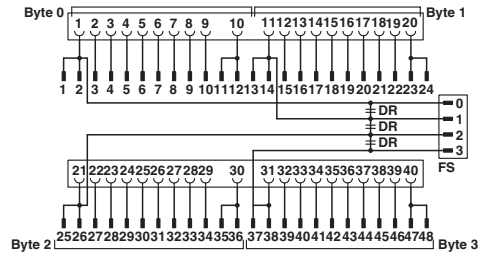 Byte 0 Byte 1
1 2 3 4 5 6 7 8 9 10 11 12 13 14 15 16 17 18 19 20
1 2 3 4 5 6 7 8 9 10 11 12 13 14 15 16 17 18 19 20 21 22 23 24
0
DR 1
DR 2
DR 3
FS
21 22 23 24 25 26 27 28 29 30 31 32 33 34 35 36 37 38 39 40
25 26 27 28 29 30 31 32 33 34 35 36 37 38 39 40 41 42 43 44 45 46 47 48
Byte 2 Byte 3